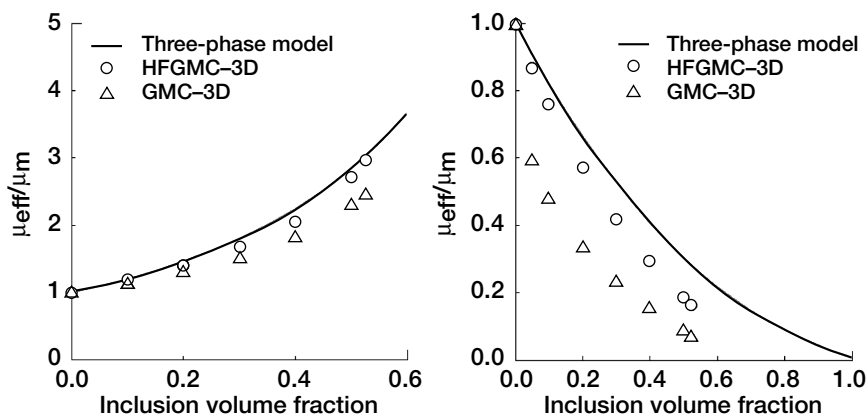 5
4
3
2
1
0
0.0 0.2 0.4 0.6
μeff/μm
Inclusion volume fraction
Three-phase model
HFGMC–3D
GMC–3D
1.0
0.8
0.6
0.4
0.2
0.0
0.0 0.2 0.4 0.6 0.8 1.0
μeff/μm
Inclusion volume fraction
Three-phase model
HFGMC–3D
GMC–3D